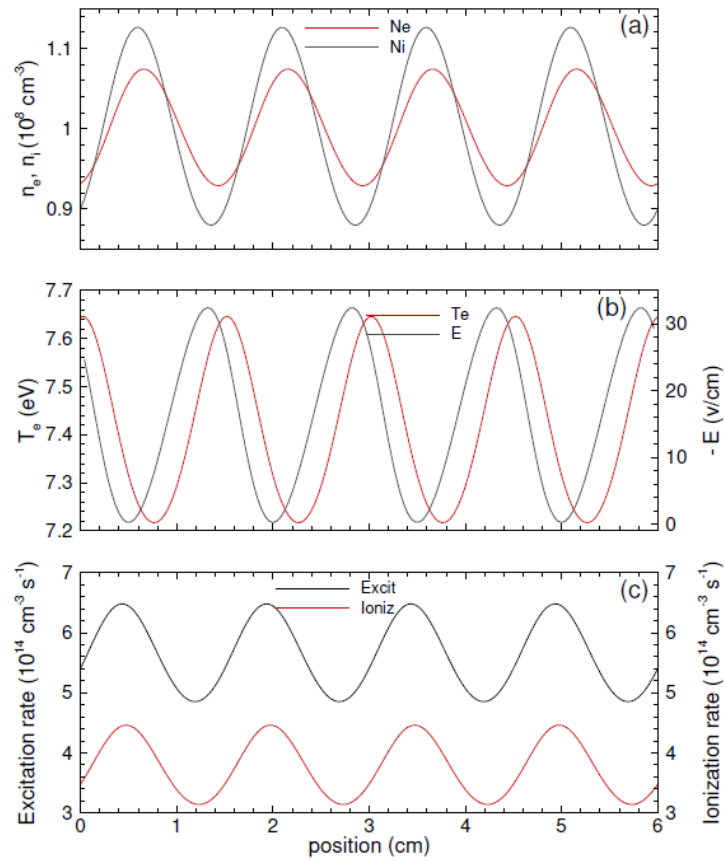 (a)
Ne
Ni
1.1
1
0.9
n_e, n_i (10^8 cm^-3)
(b)
Te
E
7.7
7.6
7.5
7.4
7.3
7.2
T_e (eV)
30
20
10
0
- E (v/cm)
(c)
Excit
Ioniz
7
6
5
4
3
Excitation rate (10^14 cm^-3 s^-1)
7
6
5
4
3
Ionization rate (10^14 cm^-3 s^-1)
0 1 2 3 4 5 6
position (cm)